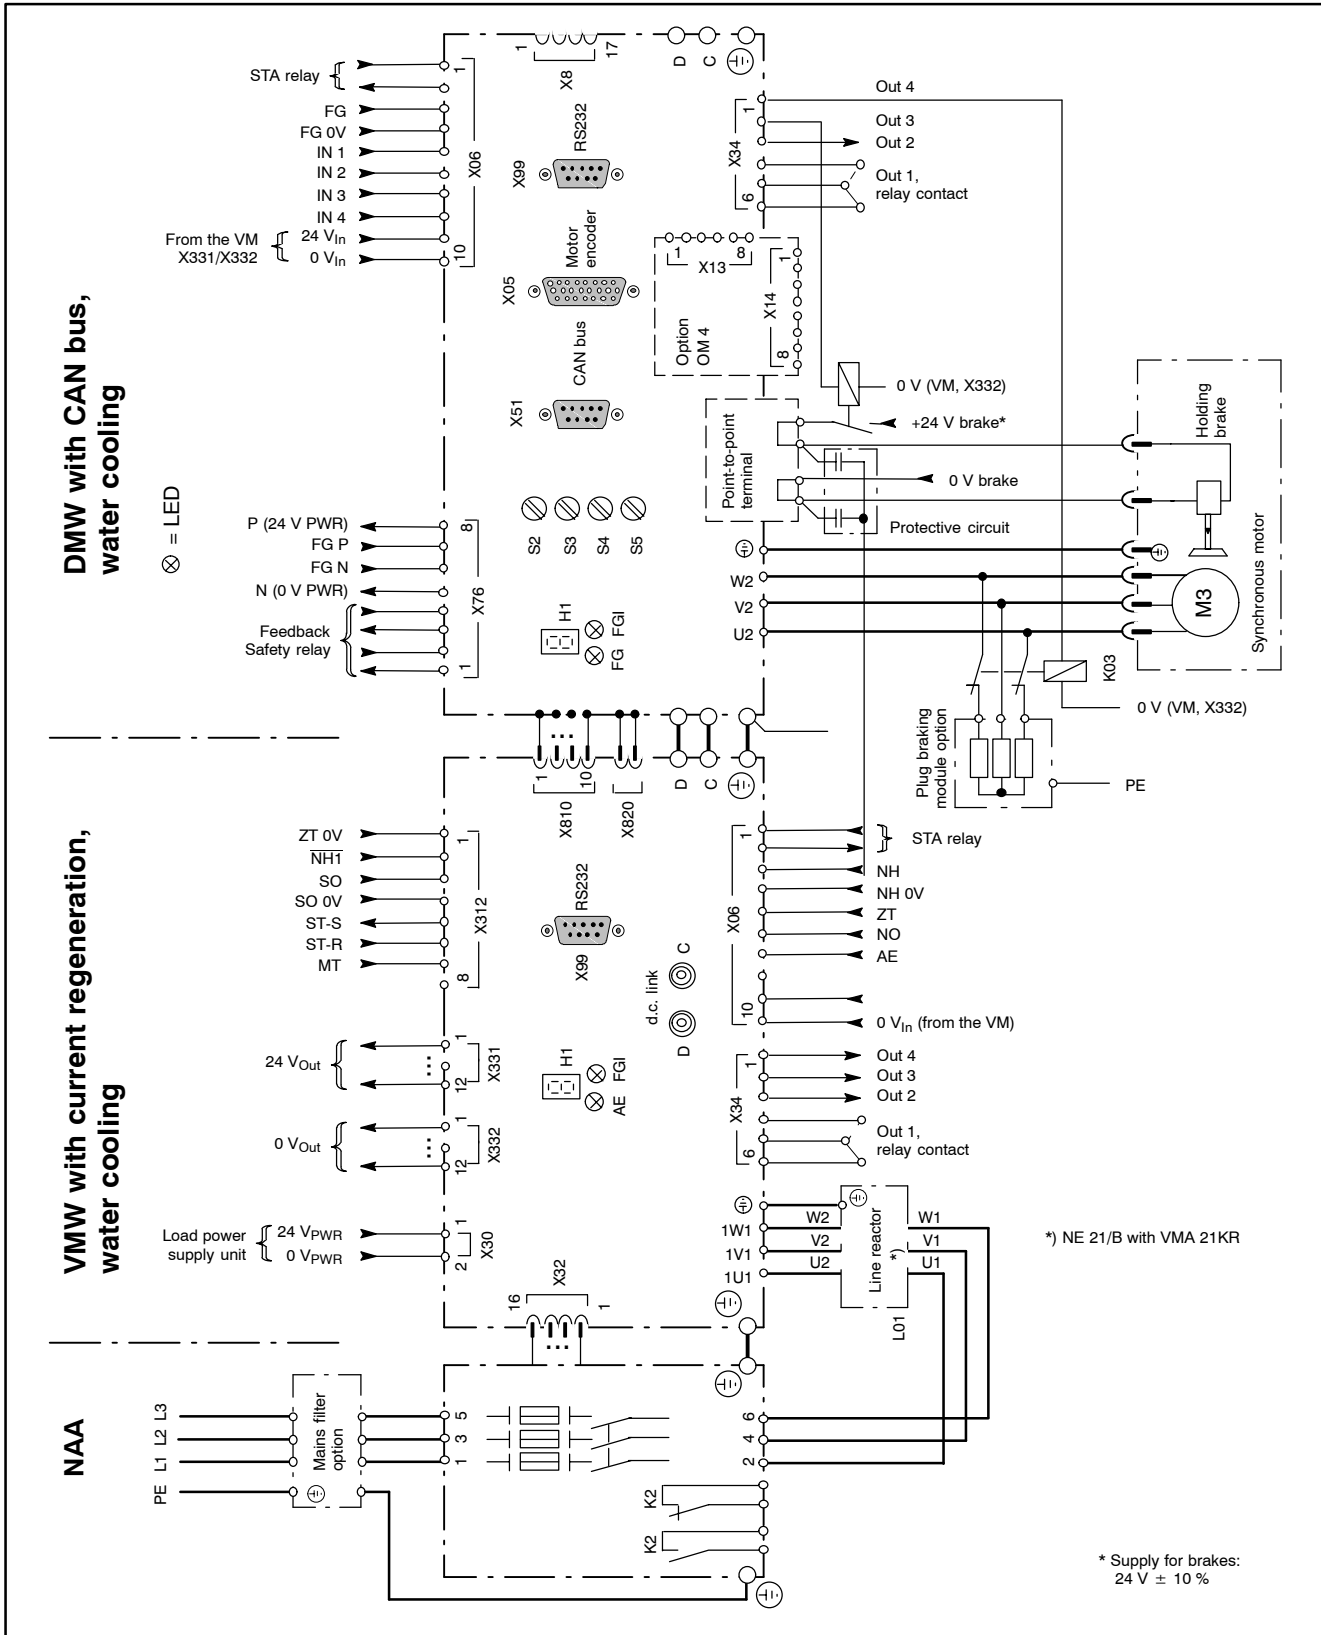 DMW with CAN bus,
water cooling
⊗ = LED
STA relay
FG
FG 0V
IN 1
IN 2
IN 3
IN 4
From the VM
X331/X332
24 VIn
0 VIn
1
X06
10
P (24 V PWR)
FG P
FG N
N (0 V PWR)
Feedback
Safety relay
8
X76
1
1
X8
17
X99
RS232
X05
Motor
encoder
X51
CAN bus
S2
S3
S4
S5
H1
FG
FGI
D
C
1
X34
6
Out 4
Out 3
Out 2
Out 1,
relay contact
1
X13
8
1
X14
8
Option
OM 4
0 V (VM, X332)
+24 V brake*
0 V brake
Point-to-point
terminal
Protective circuit
Holding
brake
W2
V2
U2
M3
Synchronous motor
K03
0 V (VM, X332)
Plug braking
module option
PE
VMW with current regeneration,
water cooling
1
10
X810
X820
D
C
ZT 0V
NH1
SO
SO 0V
ST-S
ST-R
MT
1
X312
8
X99
RS232
d.c. link
D
C
1
X06
10
STA relay
NH
NH 0V
ZT
NO
AE
0 VIn (from the VM)
24 VOut
1
X331
12
0 VOut
1
X332
12
H1
AE
FGI
1
X34
6
Out 4
Out 3
Out 2
Out 1,
relay contact
Load power
supply unit
24 VPWR
0 VPWR
1
X30
2
X32
16
1
1W1
1V1
1U1
W2
V2
U2
Line reactor
*)
W1
V1
U1
L01
*) NE 21/B with VMA 21KR
NAA
L3
L2
L1
PE
Mains filter
option
5
3
1
6
4
2
K2
K2
* Supply for brakes:
24 V ± 10 %